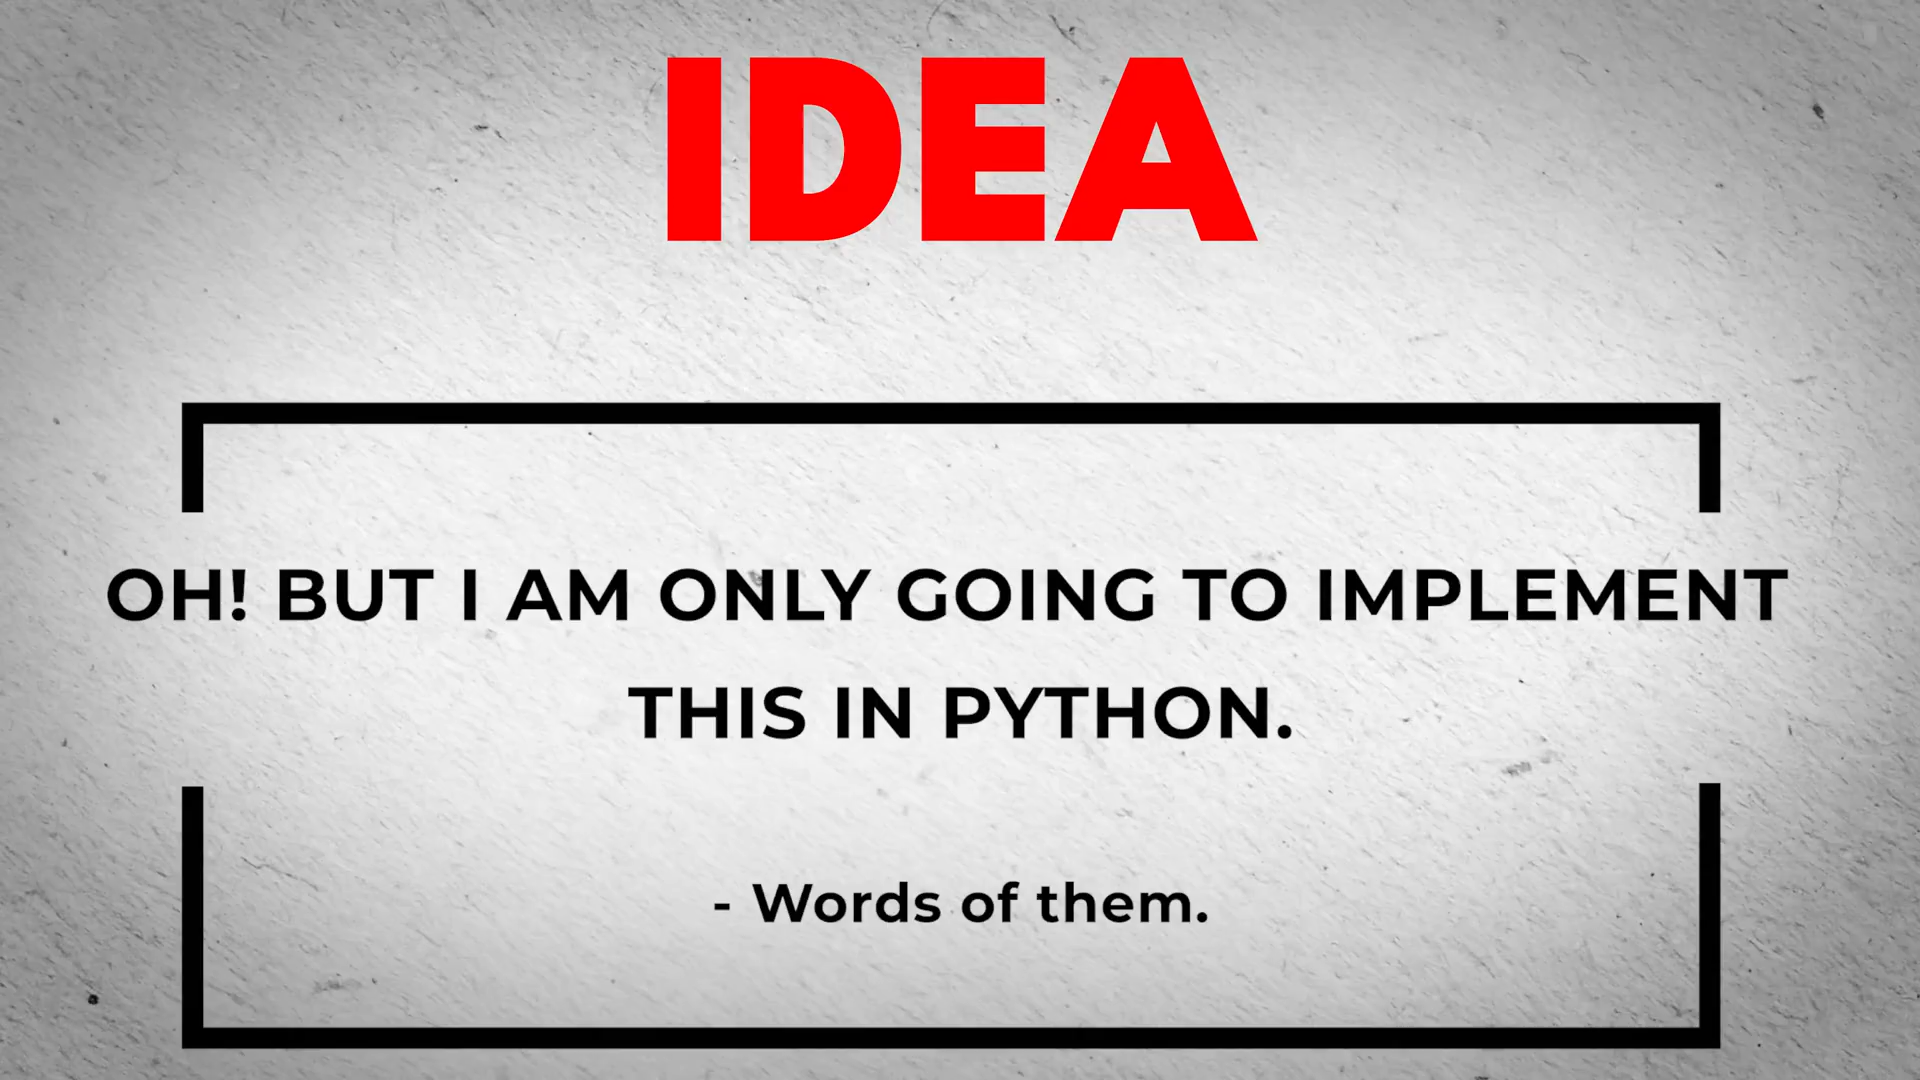 IDEA
OH! BUT I AM ONLY GOING TO IMPLEMENT
THIS IN PYTHON.
- Words of them.